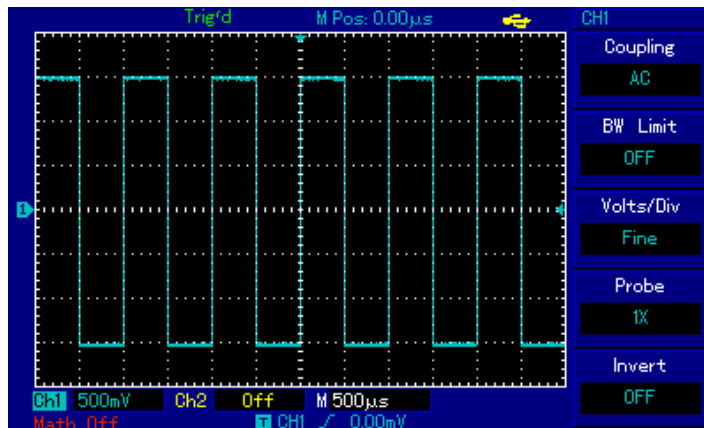 Trig'd M Pos: 0.00µs CH1
Coupling
AC
BW Limit
OFF
Volts/Div
Fine
Probe
1X
Invert
OFF
1
Ch1 500mV Ch2 Off M 500µs
Math Off T CH1 0.00mV